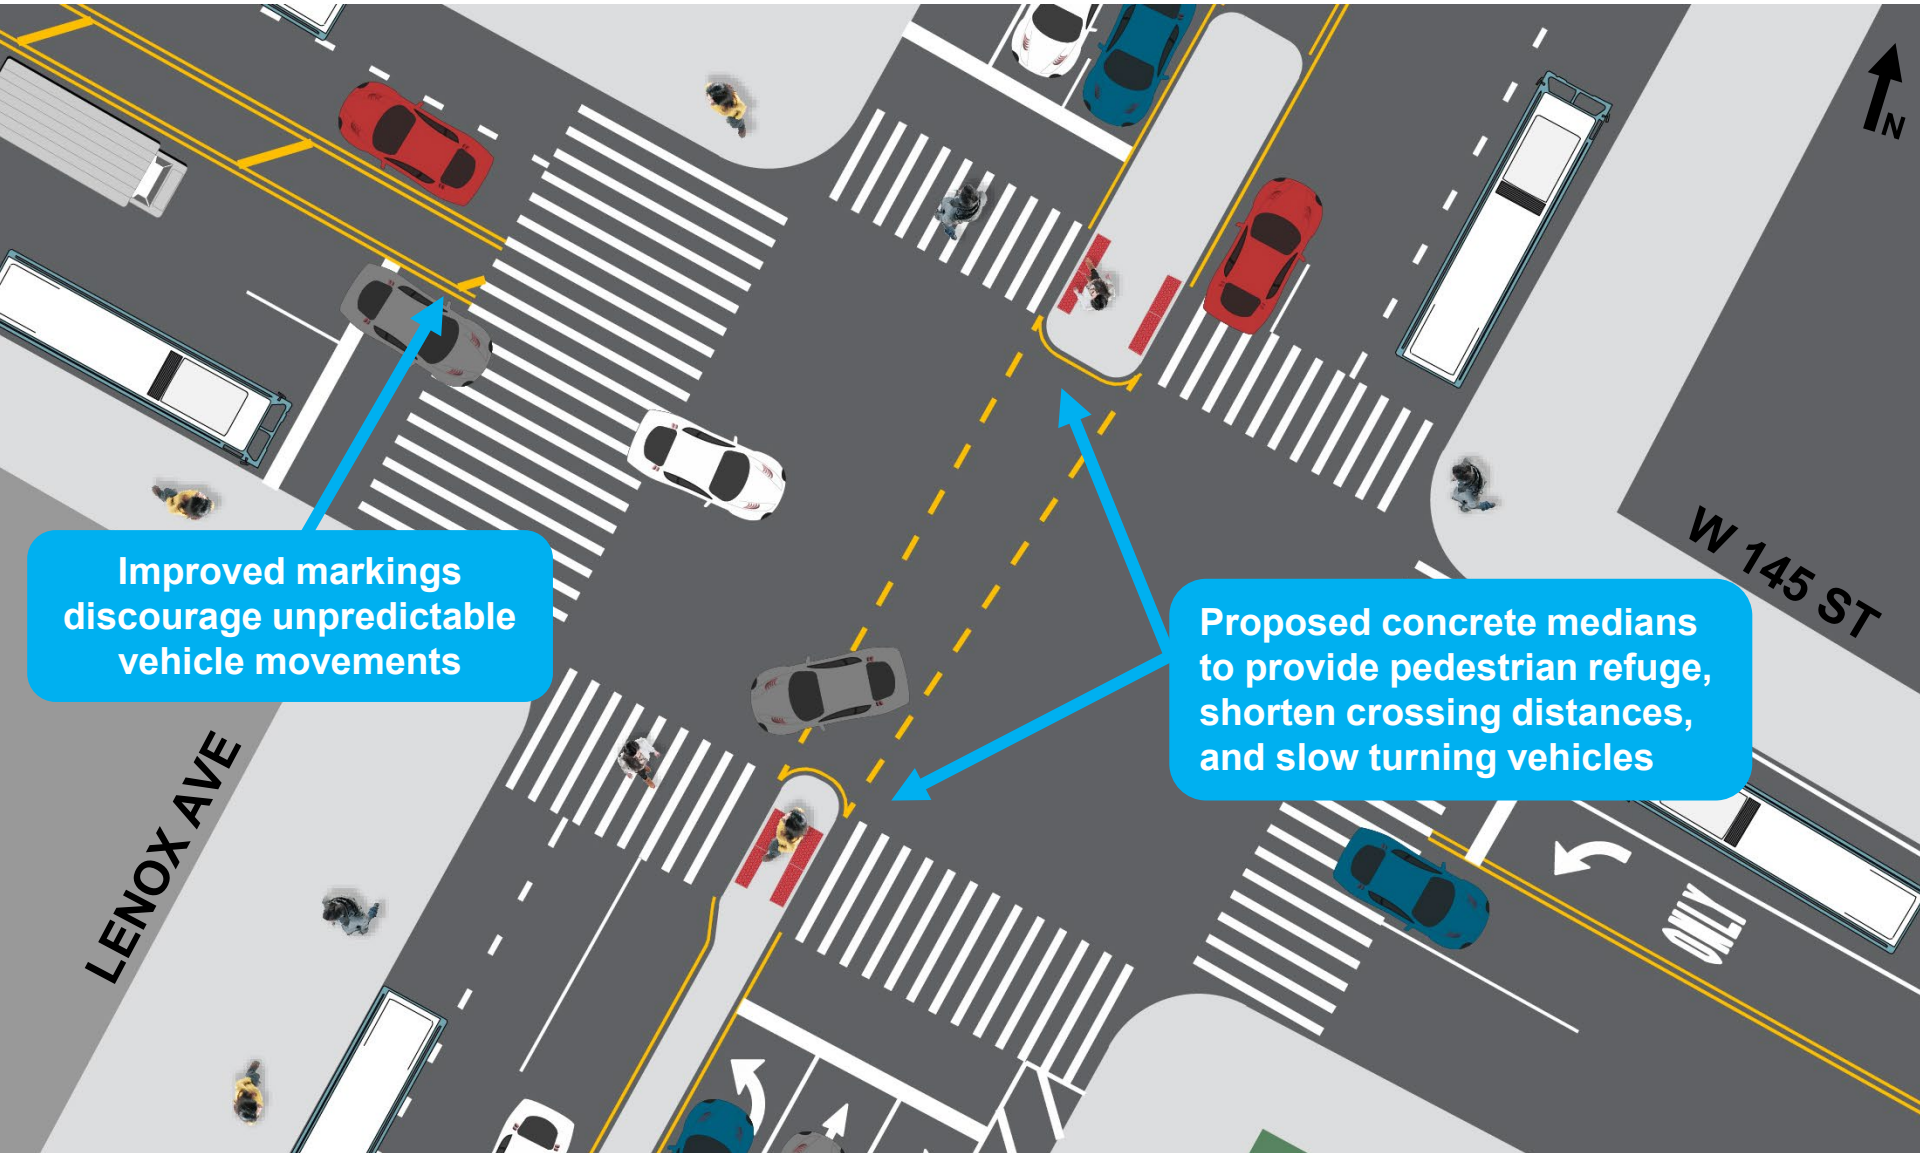 N
W 145 ST
Improved markings
discourage unpredictable
vehicle movements
Proposed concrete medians
to provide pedestrian refuge,
shorten crossing distances,
and slow turning vehicles
LENOX AVE
ONLY